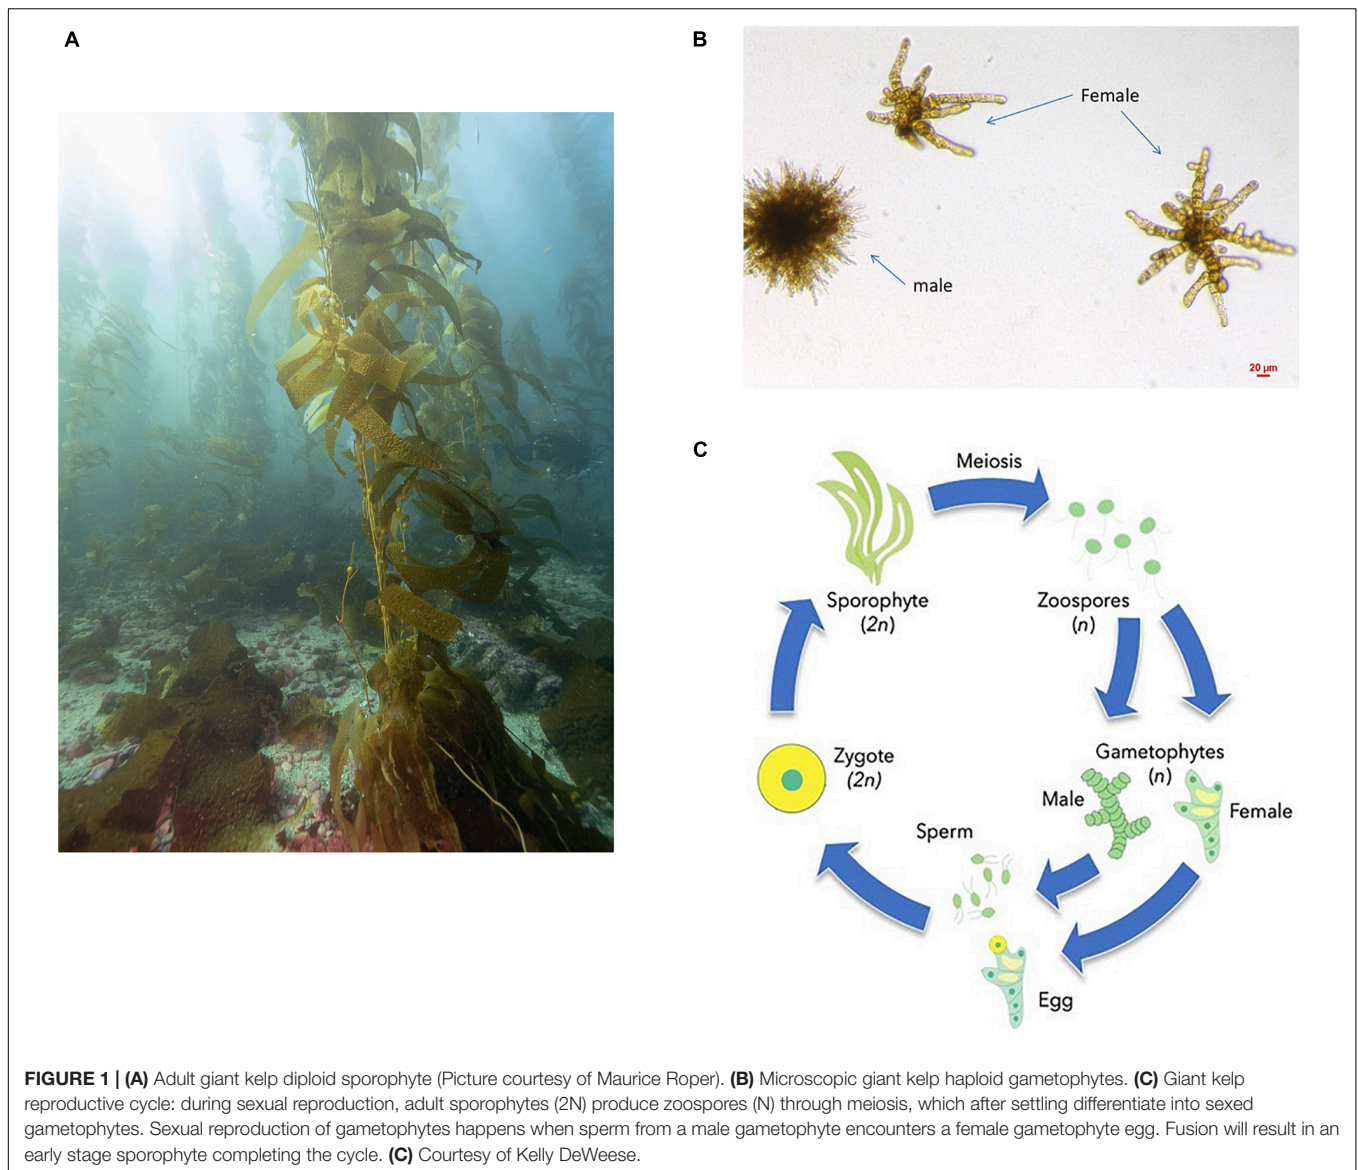 A
B
Female
male
20 µm
C
Meiosis
Sporophyte
(2n)
Zoospores
(n)
Gametophytes
(n)
Male
Female
Zygote
(2n)
Sperm
Egg
FIGURE 1 | (A) Adult giant kelp diploid sporophyte (Picture courtesy of Maurice Roper). (B) Microscopic giant kelp haploid gametophytes. (C) Giant kelp
reproductive cycle: during sexual reproduction, adult sporophytes (2N) produce zoospores (N) through meiosis, which after settling differentiate into sexed
gametophytes. Sexual reproduction of gametophytes happens when sperm from a male gametophyte encounters a female gametophyte egg. Fusion will result in an
early stage sporophyte completing the cycle. (C) Courtesy of Kelly DeWeese.